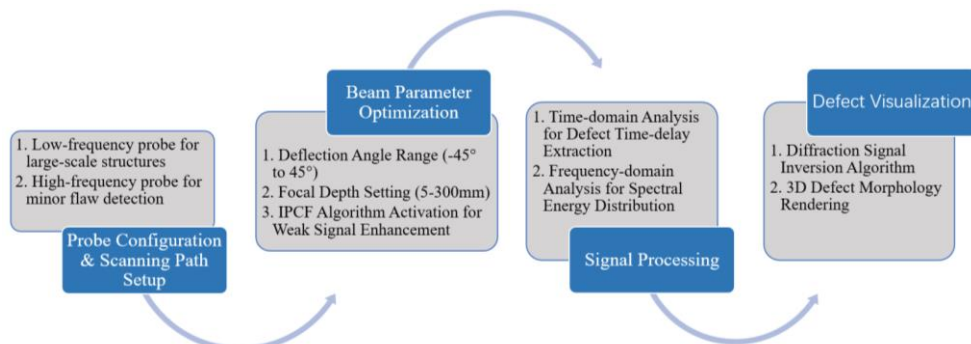 1. Low-frequency probe for
large-scale structures
2. High-frequency probe for
minor flaw detection
Probe Configuration
& Scanning Path
Setup
Beam Parameter
Optimization
1. Deflection Angle Range (-45°
to 45°)
2. Focal Depth Setting (5-300mm)
3. IPCF Algorithm Activation for
Weak Signal Enhancement
1. Time-domain Analysis
for Defect Time-delay
Extraction
2. Frequency-domain
Analysis for Spectral
Energy Distribution
Signal Processing
Defect Visualization
1. Diffraction Signal
Inversion Algorithm
2. 3D Defect Morphology
Rendering